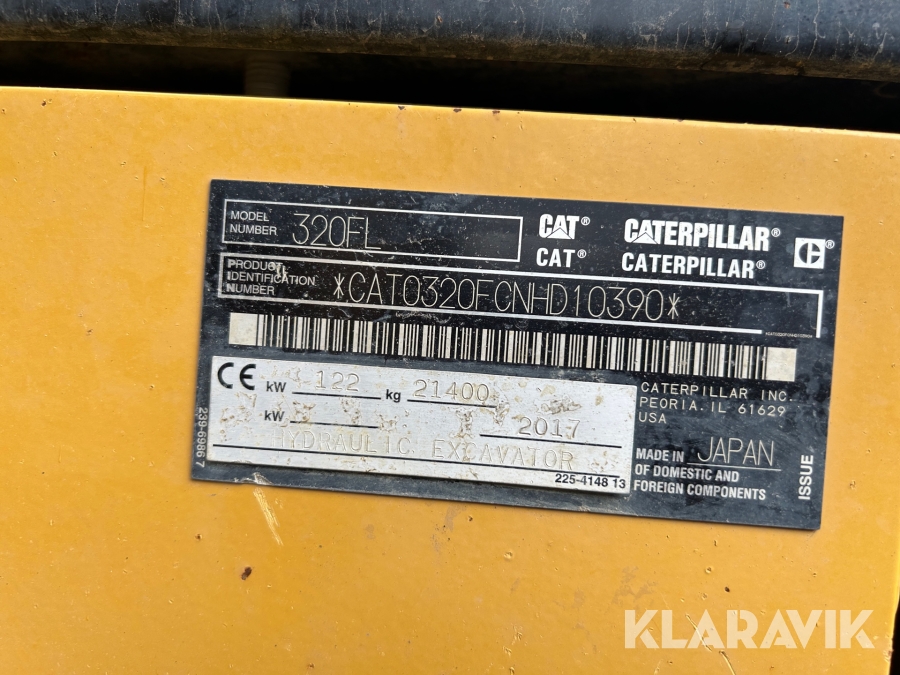 MODEL NUMBER 320FL
CAT® CATERPILLAR®
CAT® CATERPILLAR®
PRODUCT IDENTIFICATION NUMBER *CAT0320FCNHD10390*
CE kW 122 kg 21400
kW 2017
HYDRAULIC EXCAVATOR
225-4148 13
239-6986 7
CATERPILLAR INC.
PEORIA. IL 61629
USA
MADE IN JAPAN
OF DOMESTIC AND
FOREIGN COMPONENTS
ISSUE
KLARAVIK